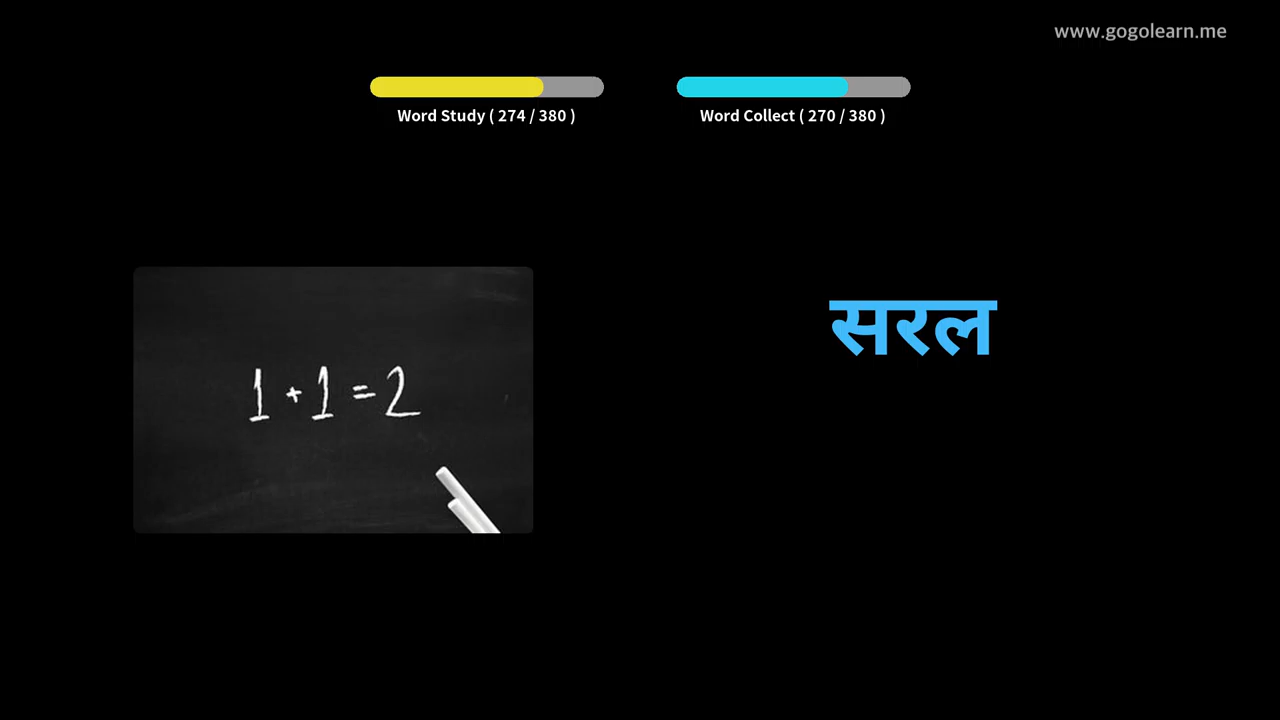 www.gogolearn.me
Word Study ( 274 / 380 )
Word Collect ( 270 / 380 )
सरल
1 + 1 = 2